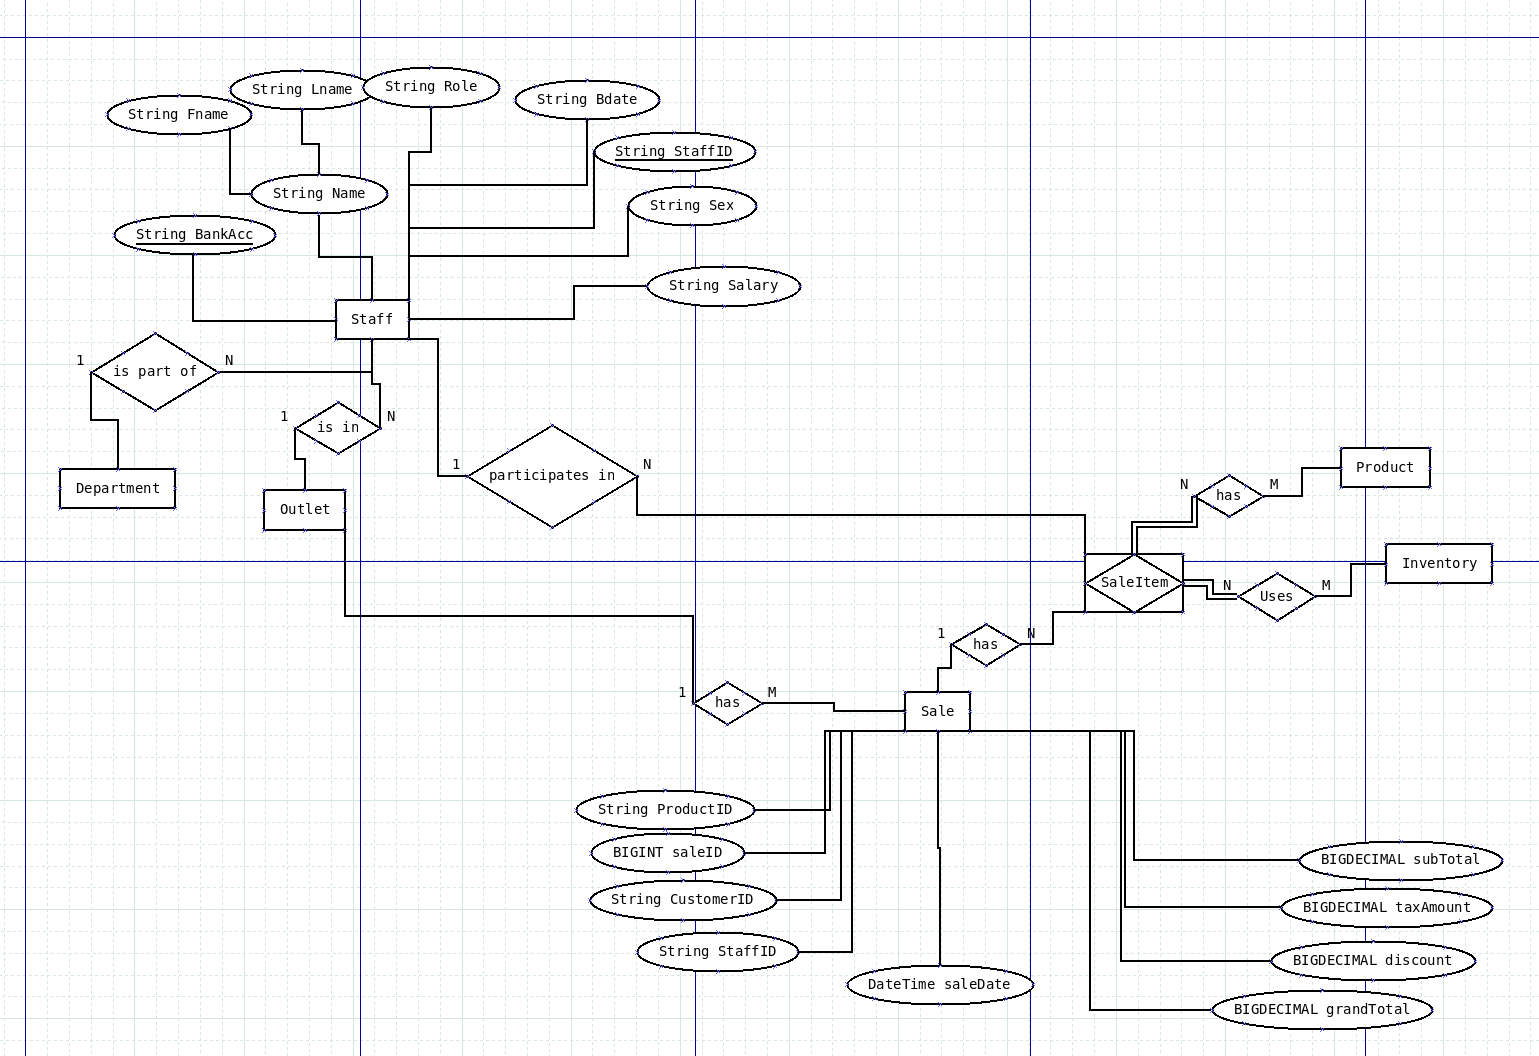 String Lname
String Role
String Bdate
String Fname
String StaffID
String Name
String Sex
String BankAcc
String Salary
Staff
1
is part of
N
1
is in
N
1
participates in
N
Product
N
has
M
Department
Outlet
Inventory
SaleItem
N
Uses
M
1
has
N
1
has
M
Sale
String ProductID
BIGINT saleID
BIGDECIMAL subTotal
String CustomerID
BIGDECIMAL taxAmount
String StaffID
BIGDECIMAL discount
DateTime saleDate
BIGDECIMAL grandTotal